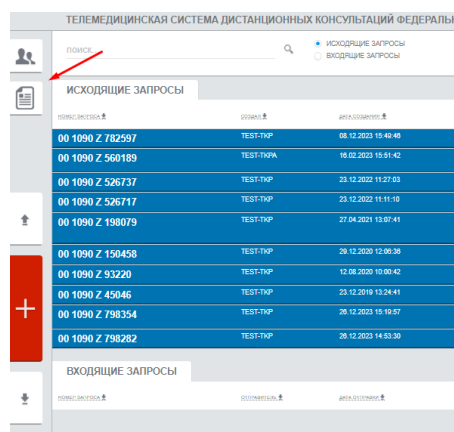 ТЕЛЕМЕДИЦИНСКАЯ СИСТЕМА ДИСТАНЦИОННЫХ КОНСУЛЬТАЦИЙ ФЕДЕРАЛЬ
ПОИСК...
ИСХОДЯЩИЕ ЗАПРОСЫ
ВХОДЯЩИЕ ЗАПРОСЫ
ИСХОДЯЩИЕ ЗАПРОСЫ
НОМЕР ЗАПРОСА СОЗДАЛ ДАТА СОЗДАНИЯ
00 1090 Z 782597 TEST-TKP 08.12.2023 15:49:46
00 1090 Z 560189 TEST-TKPA 16.02.2023 15:51:42
00 1090 Z 526737 TEST-TKP 23.12.2022 11:27:03
00 1090 Z 526717 TEST-TKP 23.12.2022 11:11:10
00 1090 Z 198079 TEST-TKP 27.04.2021 13:07:41
00 1090 Z 150458 TEST-TKP 29.12.2020 12:06:36
00 1090 Z 93220 TEST-TKP 12.08.2020 10:00:42
00 1090 Z 45046 TEST-TKP 23.12.2019 13:24:41
00 1090 Z 798354 TEST-TKP 26.12.2023 15:19:57
00 1090 Z 798282 TEST-TKP 26.12.2023 14:53:30
ВХОДЯЩИЕ ЗАПРОСЫ
НОМЕР ЗАПРОСА ОТПРАВИТЕЛЬ ДАТА ОТПРАВКИ